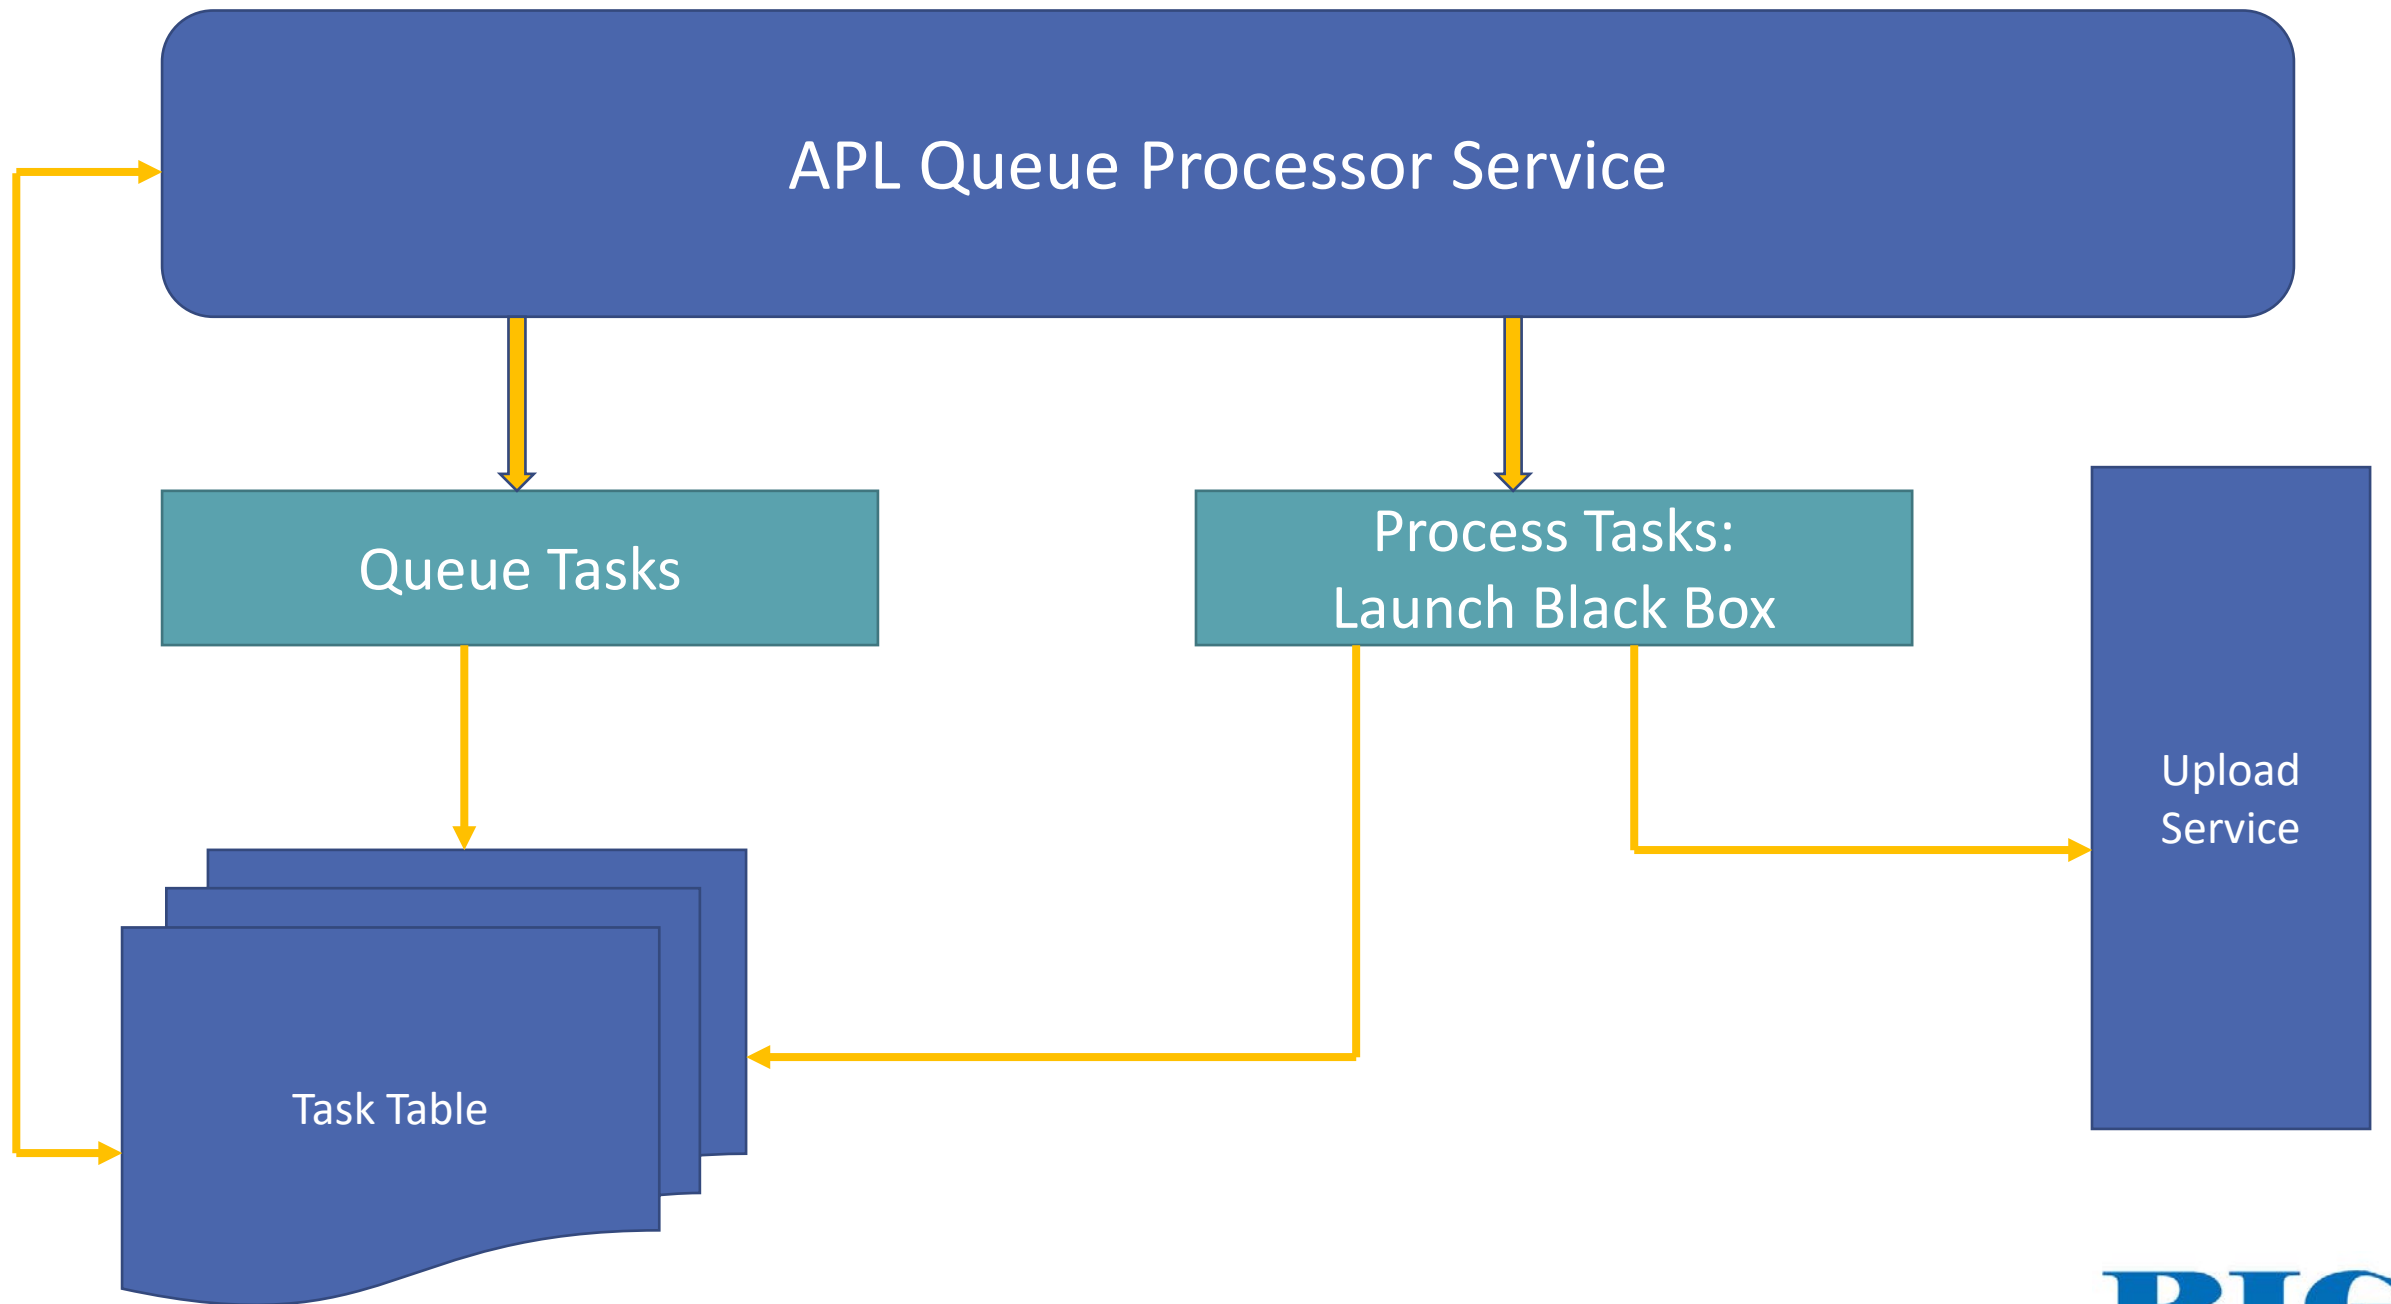 APL Queue Processor Service
Queue Tasks
Process Tasks:
Launch Black Box
Upload
Service
Task Table